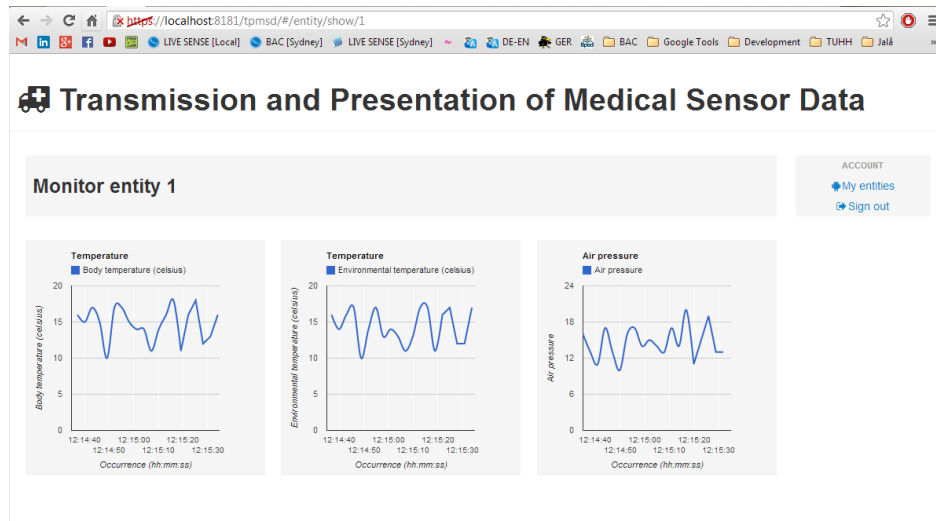 https://localhost:8181/tpmsd/#/entity/show/1
LIVE SENSE [Local] BAC [Sydney] LIVE SENSE [Sydney] DE-EN GER BAC Google Tools Development TUHH Jalå »
Transmission and Presentation of Medical Sensor Data
Monitor entity 1
ACCOUNT
My entities
Sign out
Temperature
Body temperature (celsius)
Body temperature (celsius)
20
15
10
5
0
12:14:40 12:15:00 12:15:20
12:14:50 12:15:10 12:15:30
Occurrence (hh:mm:ss)
Temperature
Environmental temperature (celsius)
Environmental temperature (celsius)
20
15
10
5
0
12:14:40 12:15:00 12:15:20
12:14:50 12:15:10 12:15:30
Occurrence (hh:mm:ss)
Air pressure
Air pressure
Air pressure
24
18
12
6
0
12:14:40 12:15:00 12:15:20
12:14:50 12:15:10 12:15:30
Occurrence (hh:mm:ss)